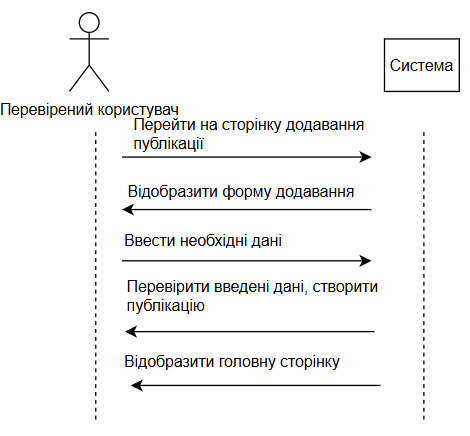 Система
Перевірений користувач
Перейти на сторінку додавання
публікації
Відобразити форму додавання
Ввести необхідні дані
Перевірити введені дані, створити
публікацію
Відобразити головну сторінку